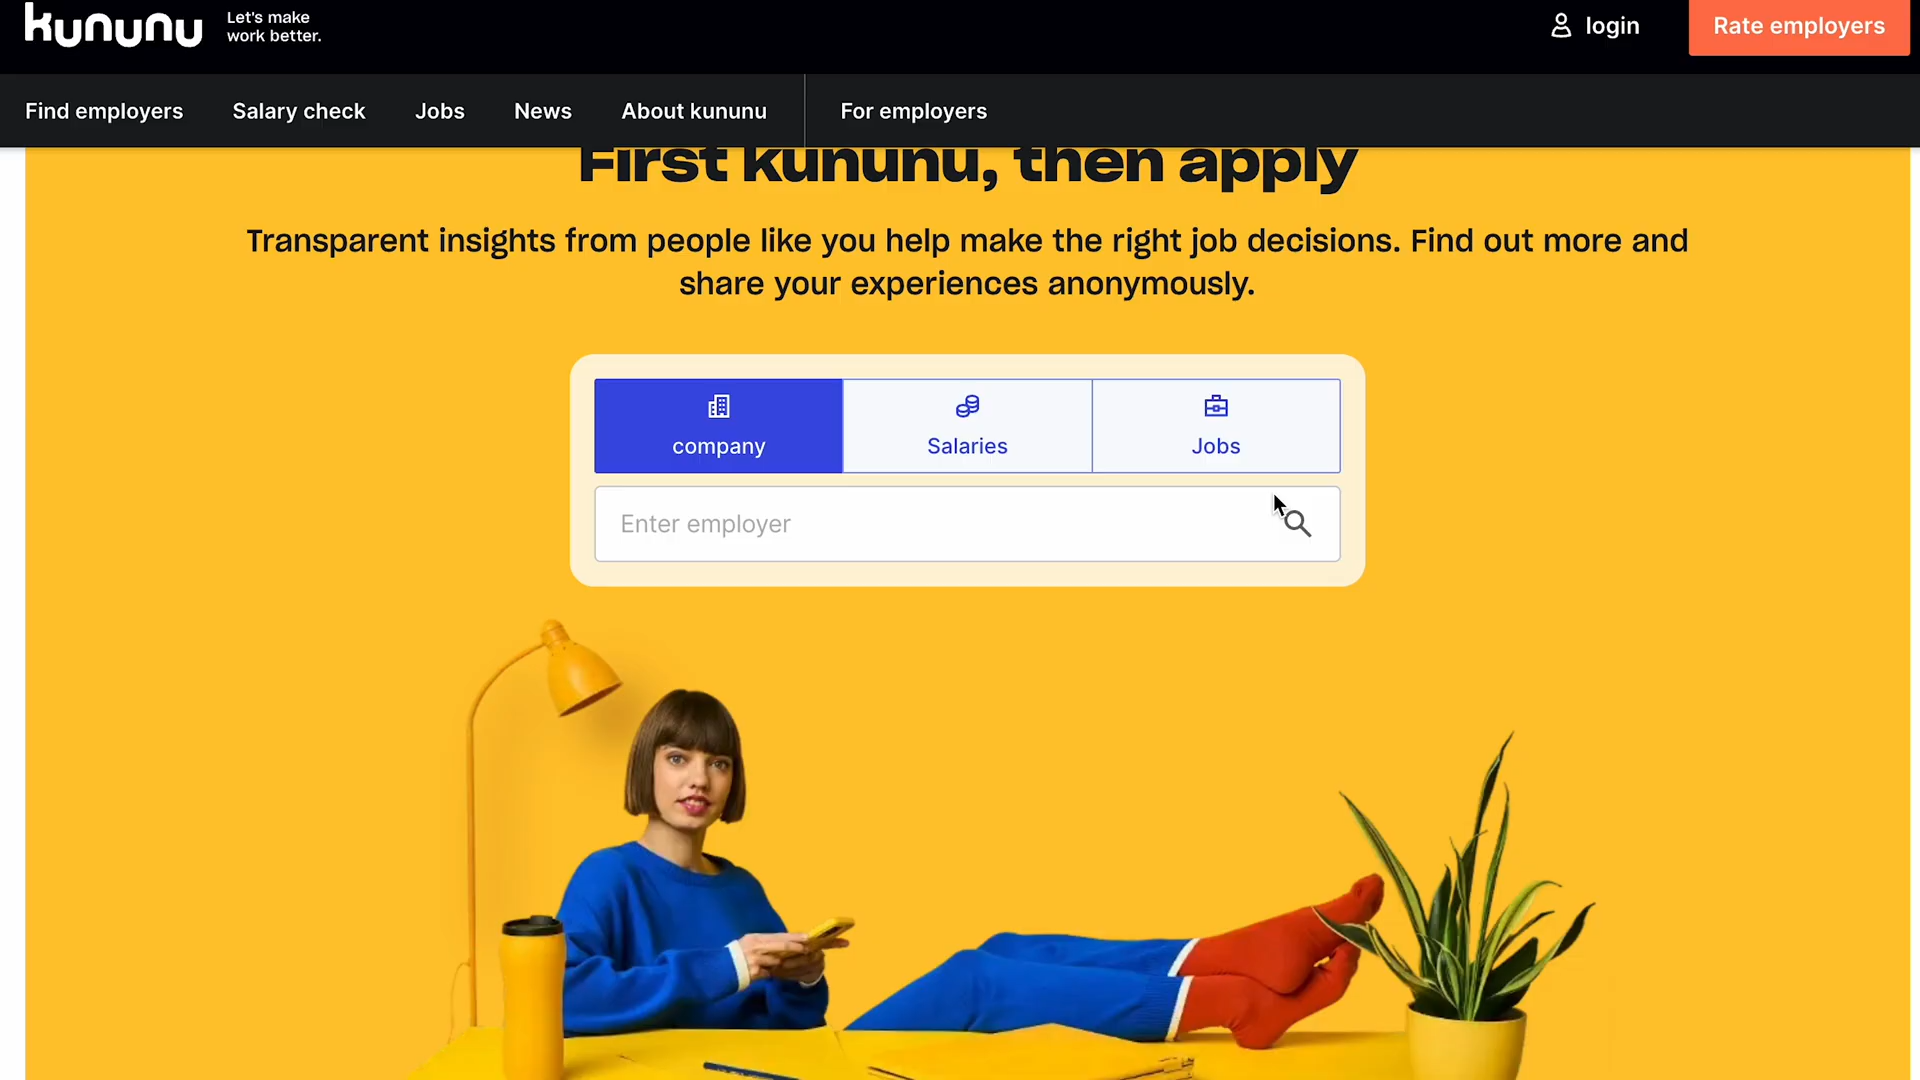 kununu
Let's make
work better.
login
Rate employers
Find employers
Salary check
Jobs
News
About kununu
For employers
First kununu, then apply
Transparent insights from people like you help make the right job decisions. Find out more and
share your experiences anonymously.
company
Salaries
Jobs
Enter employer